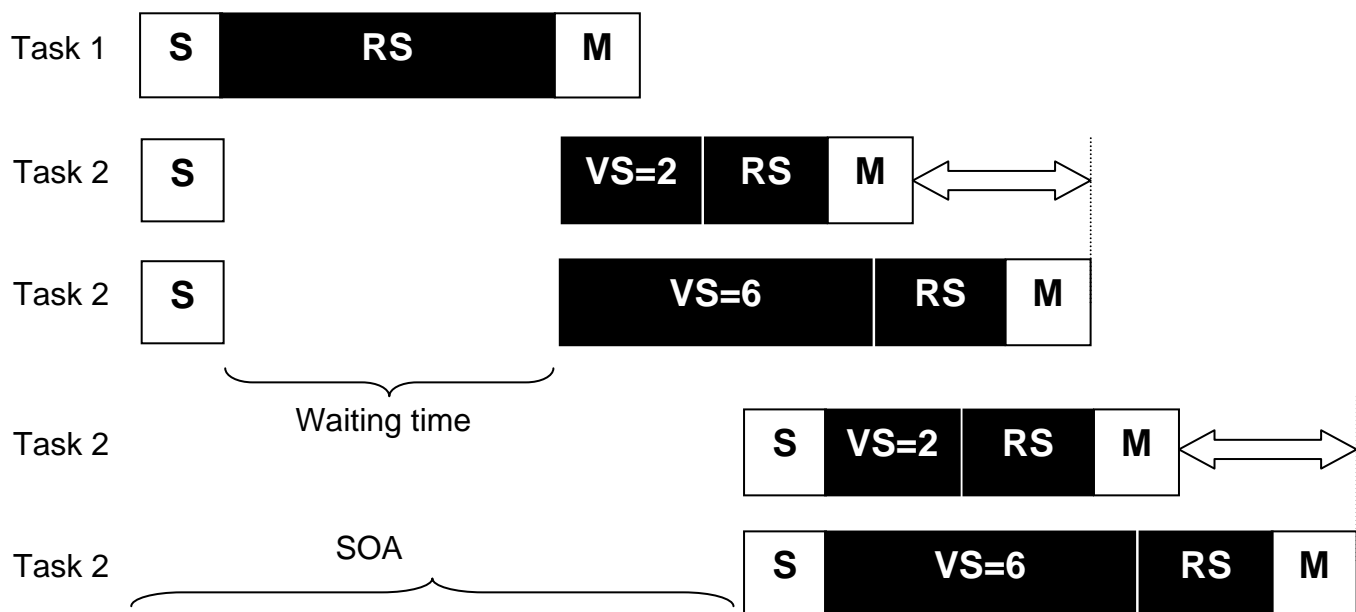 Task 1 S RS M
Task 2 S VS=2 RS M
Task 2 S VS=6 RS M
Waiting time
Task 2 S VS=2 RS M
SOA
Task 2 S VS=6 RS M